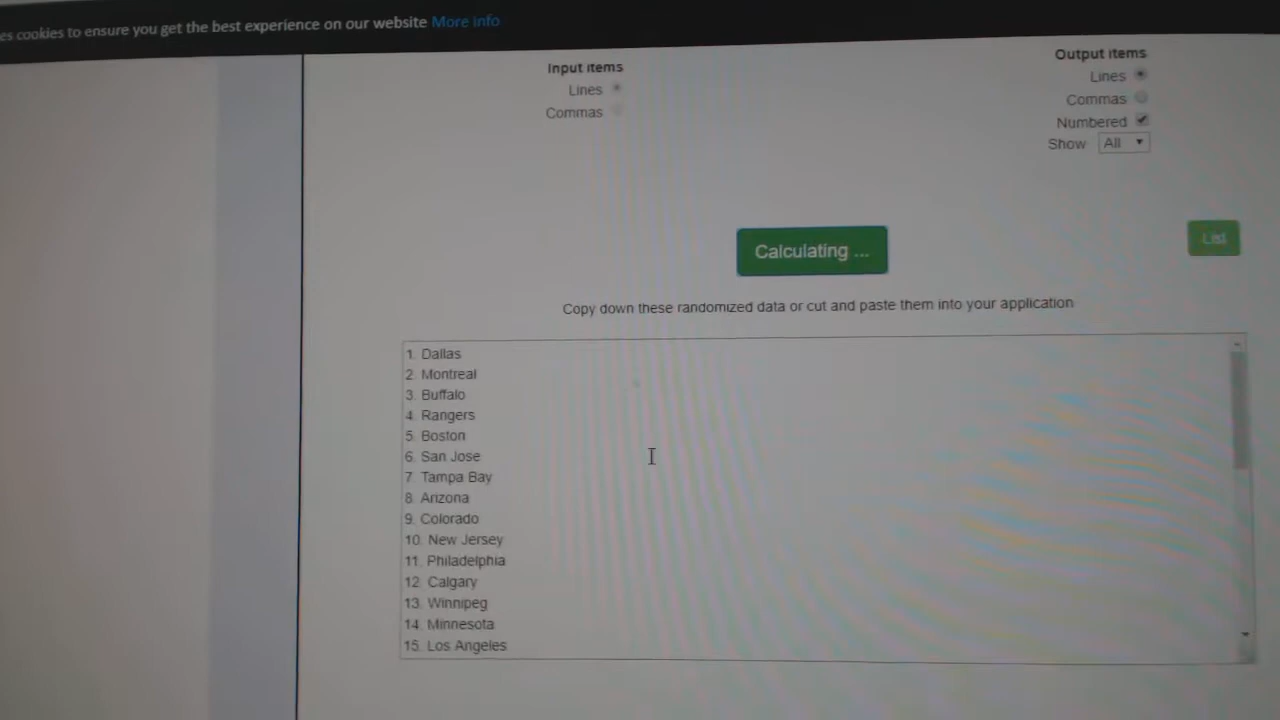 es cookies to ensure you get the best experience on our website More info
Input items
Lines
Commas
Output items
Lines
Commas
Numbered
Show All
Calculating ...
List
Copy down these randomized data or cut and paste them into your application
1. Dallas
2. Montreal
3. Buffalo
4. Rangers
5. Boston
6. San Jose
7. Tampa Bay
8. Arizona
9. Colorado
10. New Jersey
11. Philadelphia
12. Calgary
13. Winnipeg
14. Minnesota
15. Los Angeles